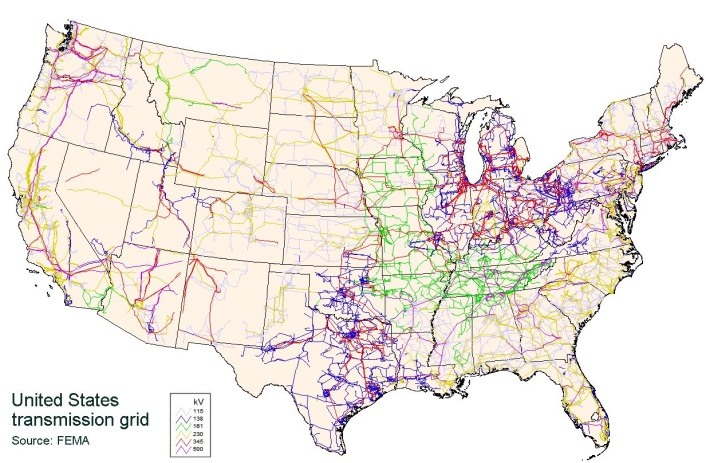 United States
transmission grid
Source: FEMA
kV
115
138
161
230
345
500